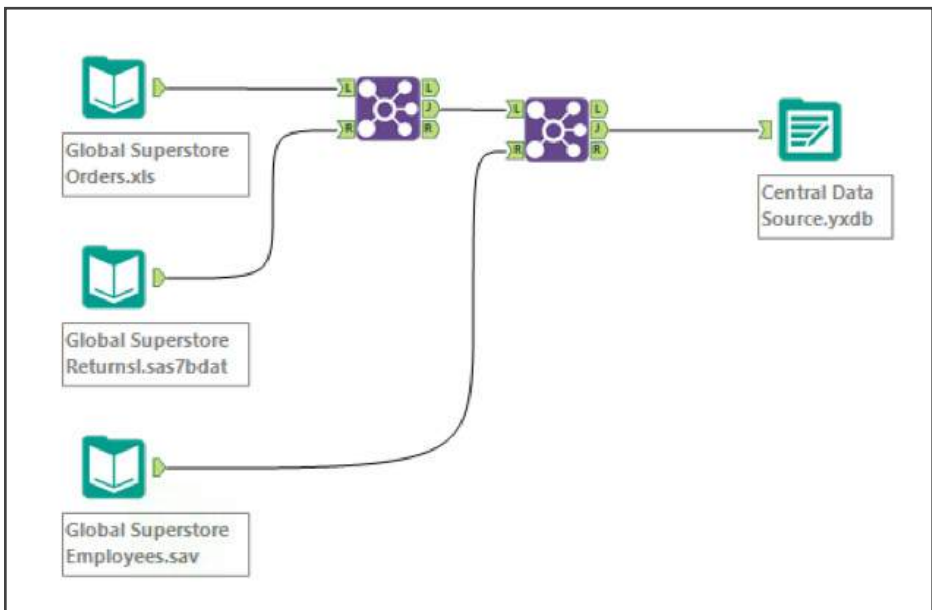 L
L
J
R
R
Global Superstore
Orders.xls
L
L
J
R
R
Central Data
Source.yxdb
Global Superstore
Returnsl.sas7bdat
Global Superstore
Employees.sav